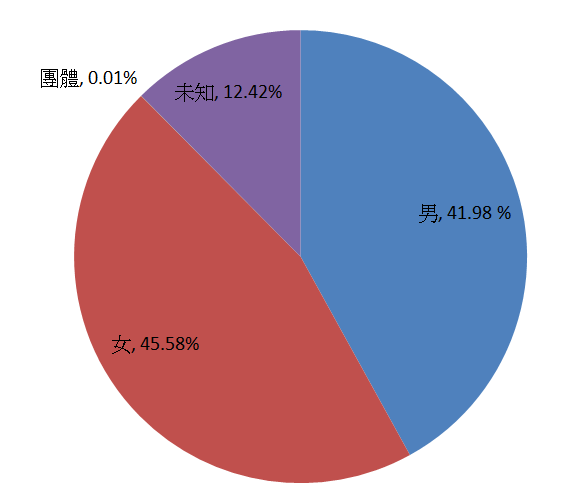 團體, 0.01%
未知, 12.42%
男, 41.98 %
女, 45.58%